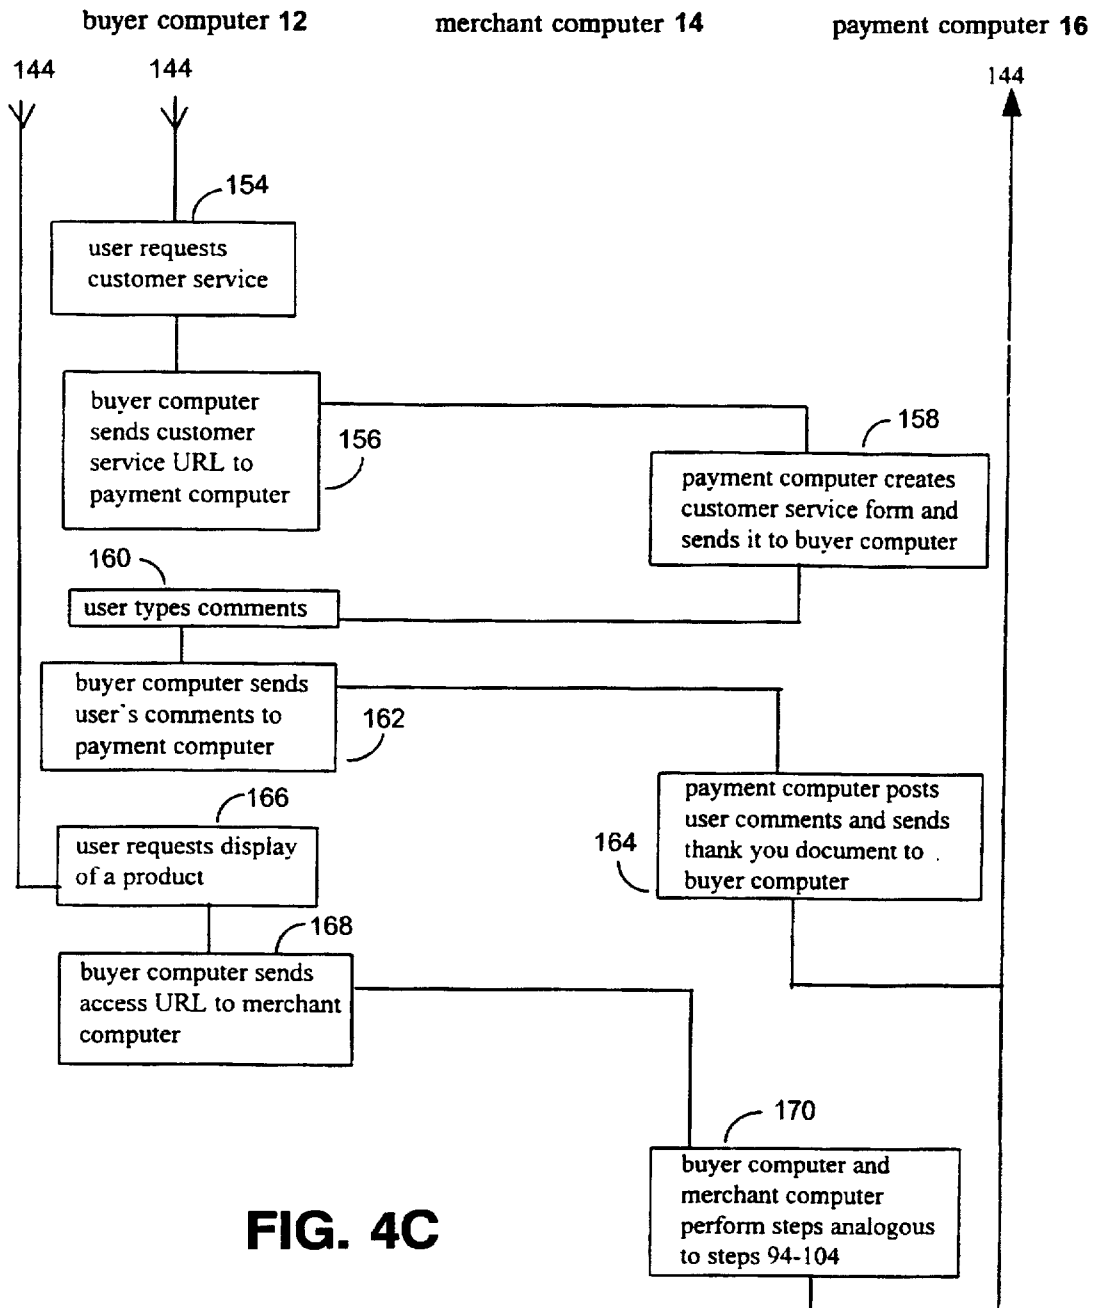 buyer computer 12
merchant computer 14
payment computer 16
144
144
144
154
user requests
customer service
buyer computer
sends customer
service URL to
payment computer
156
158
payment computer creates
customer service form and
sends it to buyer computer
160
user types comments
buyer computer sends
user's comments to
payment computer
162
payment computer posts
user comments and sends
thank you document to
buyer computer
164
166
user requests display
of a product
168
buyer computer sends
access URL to merchant
computer
170
buyer computer and
merchant computer
perform steps analogous
to steps 94-104
FIG. 4C